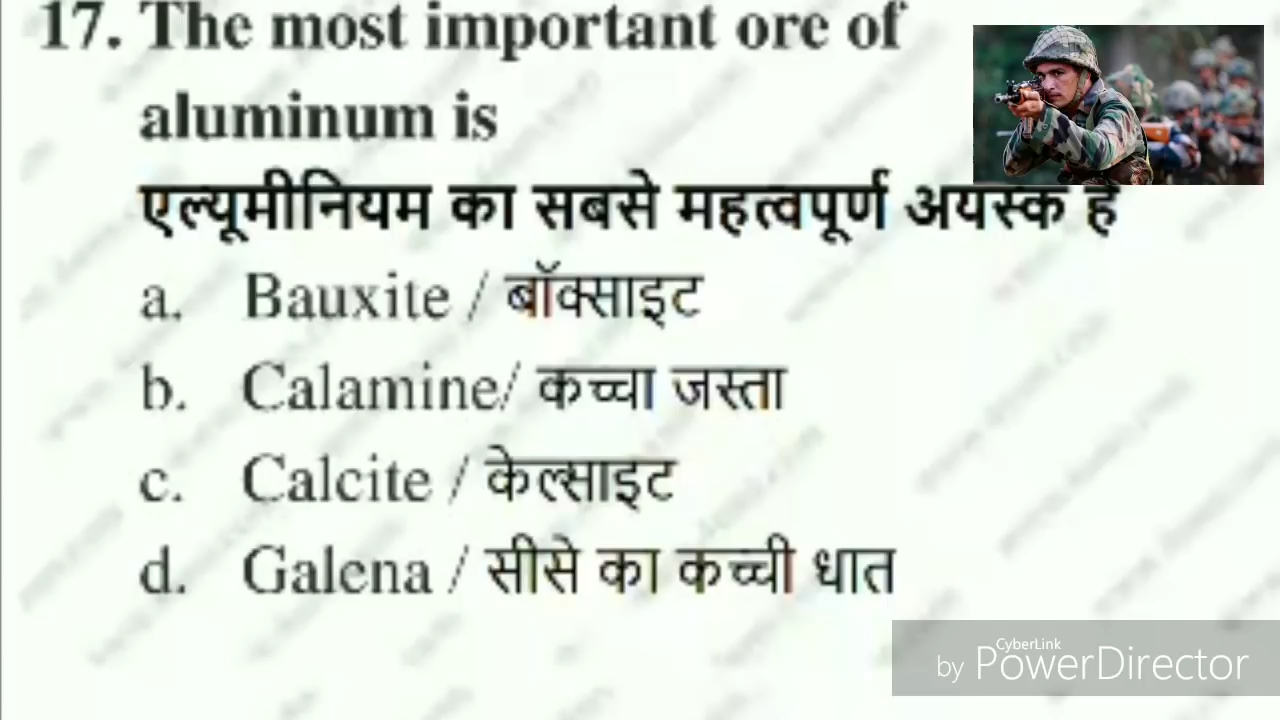 17. The most important ore of
aluminum is
एल्यूमीनियम का सबसे महत्वपूर्ण अयस्क है
a. Bauxite / बॉक्साइट
b. Calamine/ कच्चा जस्ता
c. Calcite / केल्साइट
d. Galena / सीसे का कच्ची धात
CyberLink
by PowerDirector